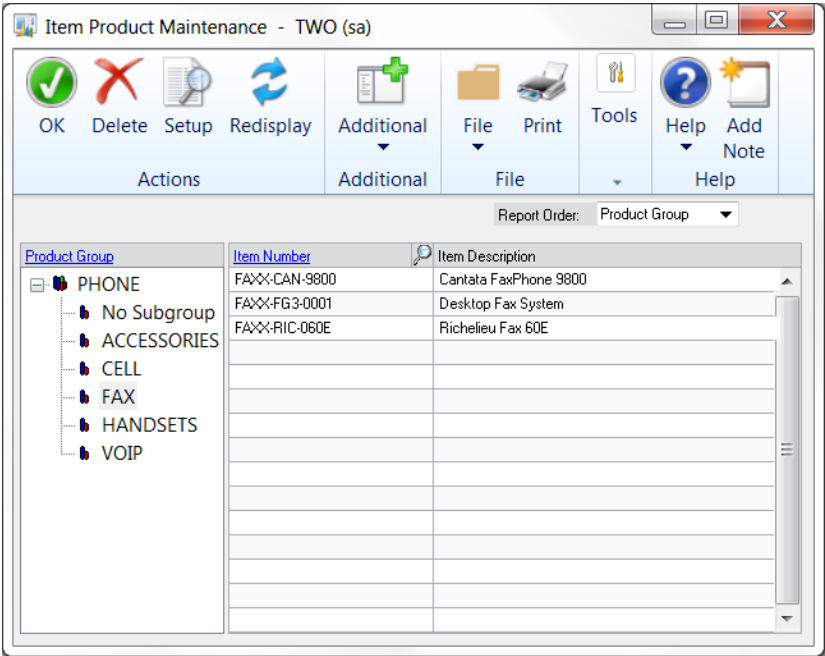 Item Product Maintenance - TWO (sa)
OK Delete Setup Redisplay Additional File Print Tools Help Add Note
Actions Additional File Help
Report Order: Product Group
Product Group Item Number Item Description
PHONE
No Subgroup
ACCESSORIES
CELL
FAX
HANDSETS
VOIP
FAXX-CAN-9800 Cantata FaxPhone 9800
FAXX-FG3-0001 Desktop Fax System
FAXX-RIC-060E Richelieu Fax 60E